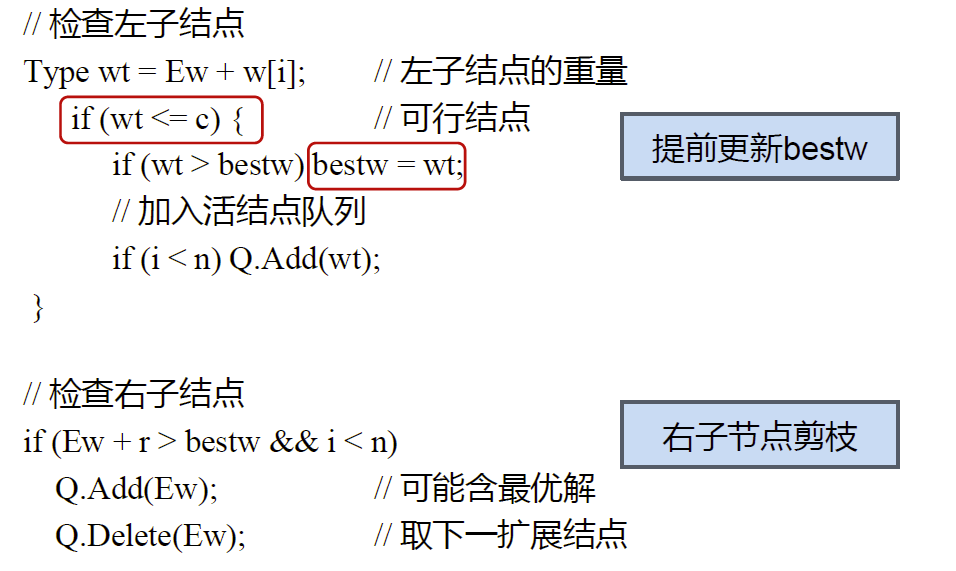 // 检查左子结点
Type wt = Ew + w[i]; // 左子结点的重量
if (wt <= c) { // 可行结点
提前更新bestw
if (wt > bestw) bestw = wt;
// 加入活结点队列
if (i < n) Q.Add(wt);
}
// 检查右子结点
if (Ew + r > bestw && i < n)
右子节点剪枝
Q.Add(Ew); // 可能含最优解
Q.Delete(Ew); // 取下一扩展结点